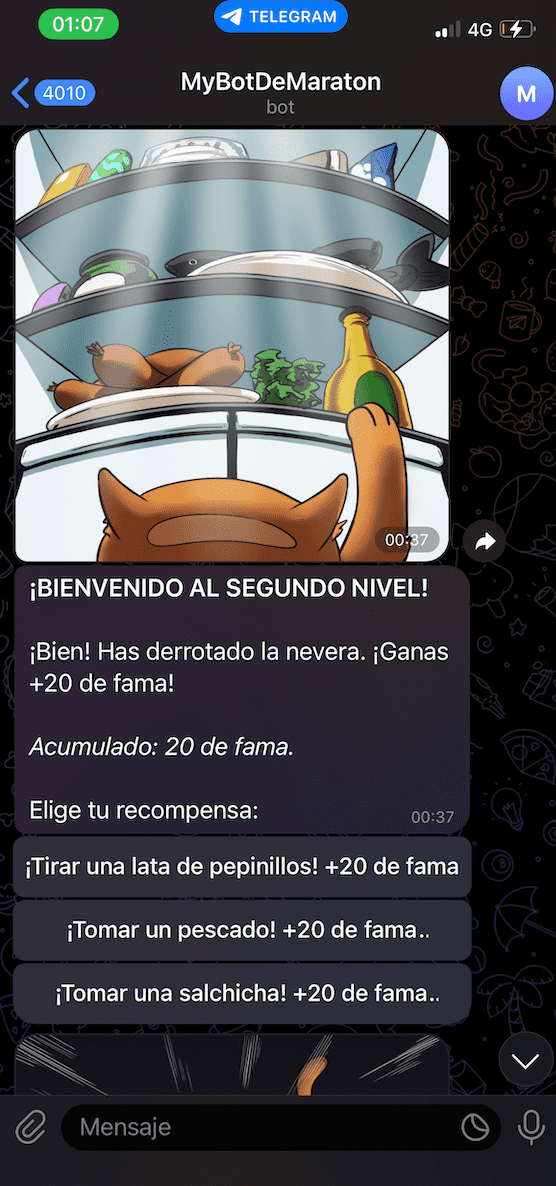 01:07
TELEGRAM
4G
4010
MyBotDeMaraton
bot
M
00:37
¡BIENVENIDO AL SEGUNDO NIVEL!
¡Bien! Has derrotado la nevera. ¡Ganas
+20 de fama!
Acumulado: 20 de fama.
Elige tu recompensa:
00:37
¡Tirar una lata de pepinillos! +20 de fama
¡Tomar un pescado! +20 de fama..
¡Tomar una salchicha! +20 de fama..
Mensaje